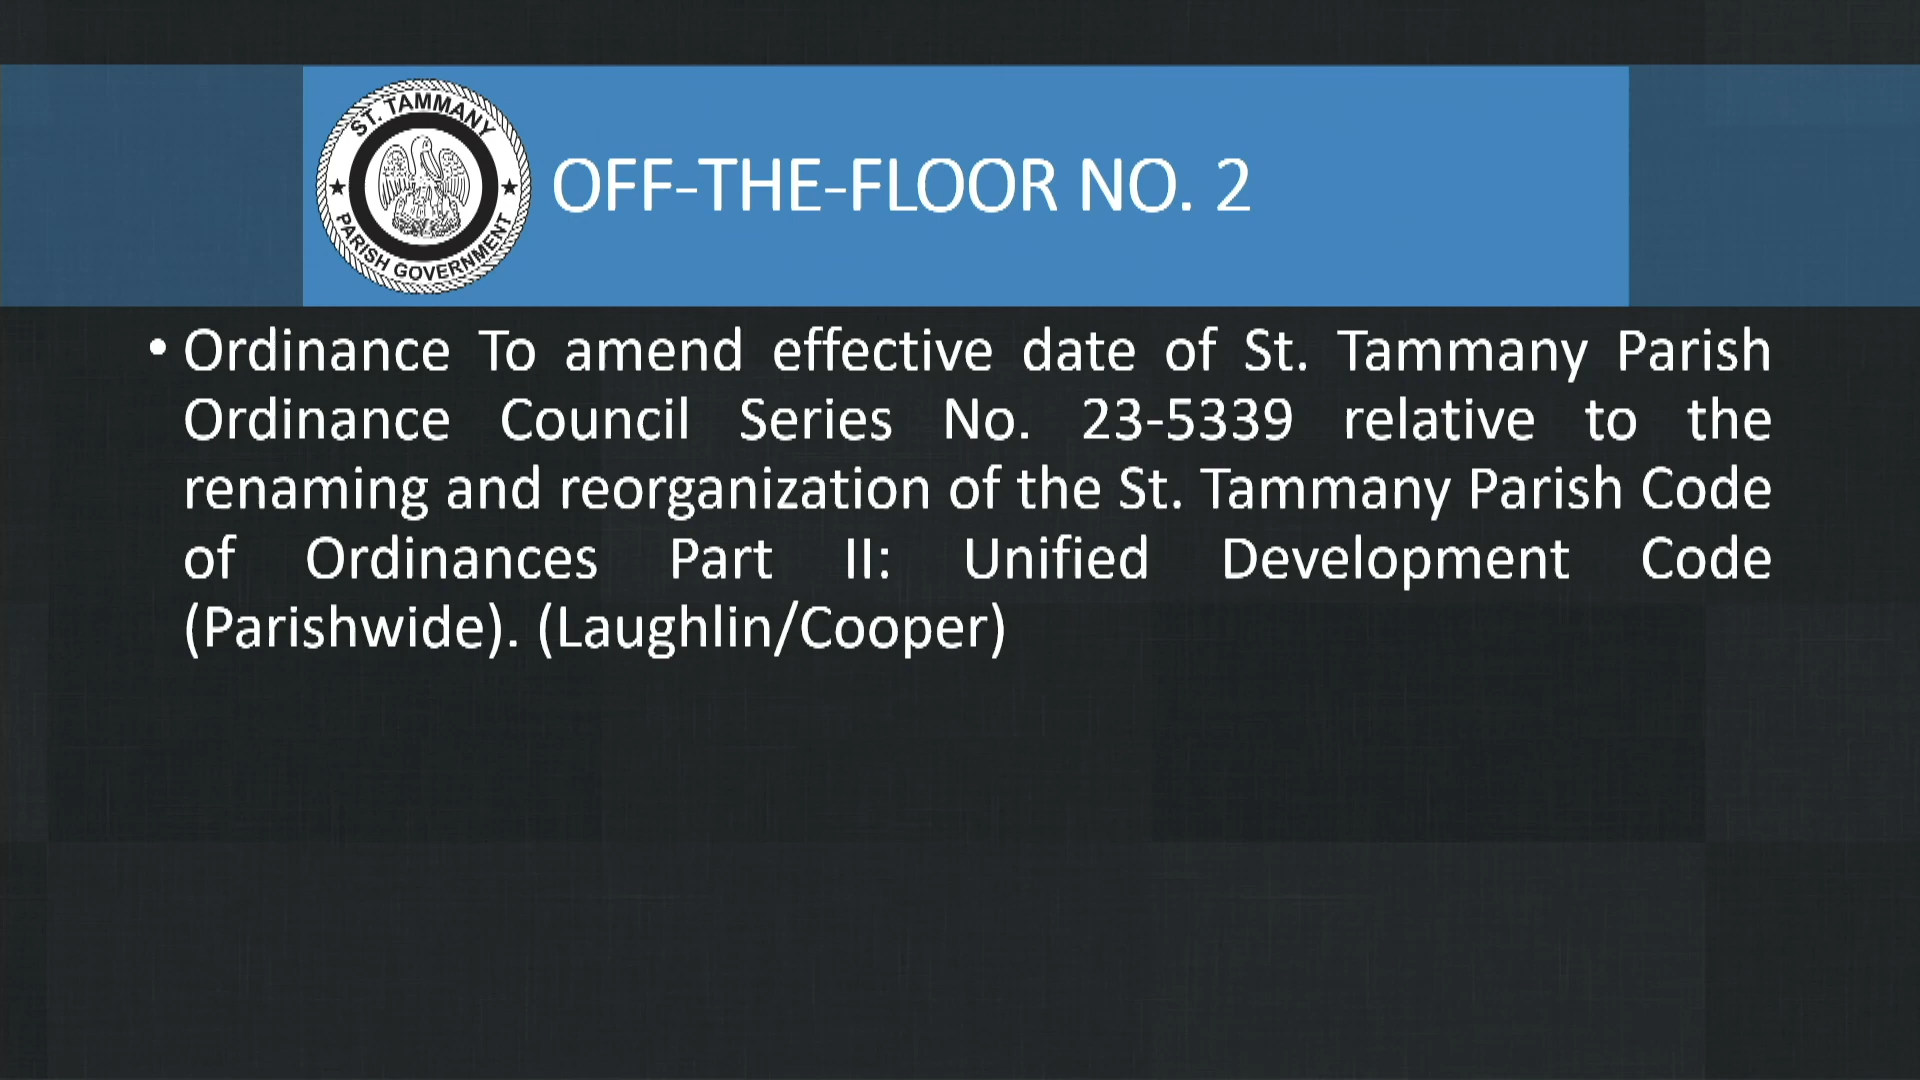 ST. TAMMANY
PARISH GOVERNMENT
OFF-THE-FLOOR NO. 2
• Ordinance To amend effective date of St. Tammany Parish
Ordinance Council Series No. 23-5339 relative to the
renaming and reorganization of the St. Tammany Parish Code
of Ordinances Part II: Unified Development Code
(Parishwide). (Laughlin/Cooper)